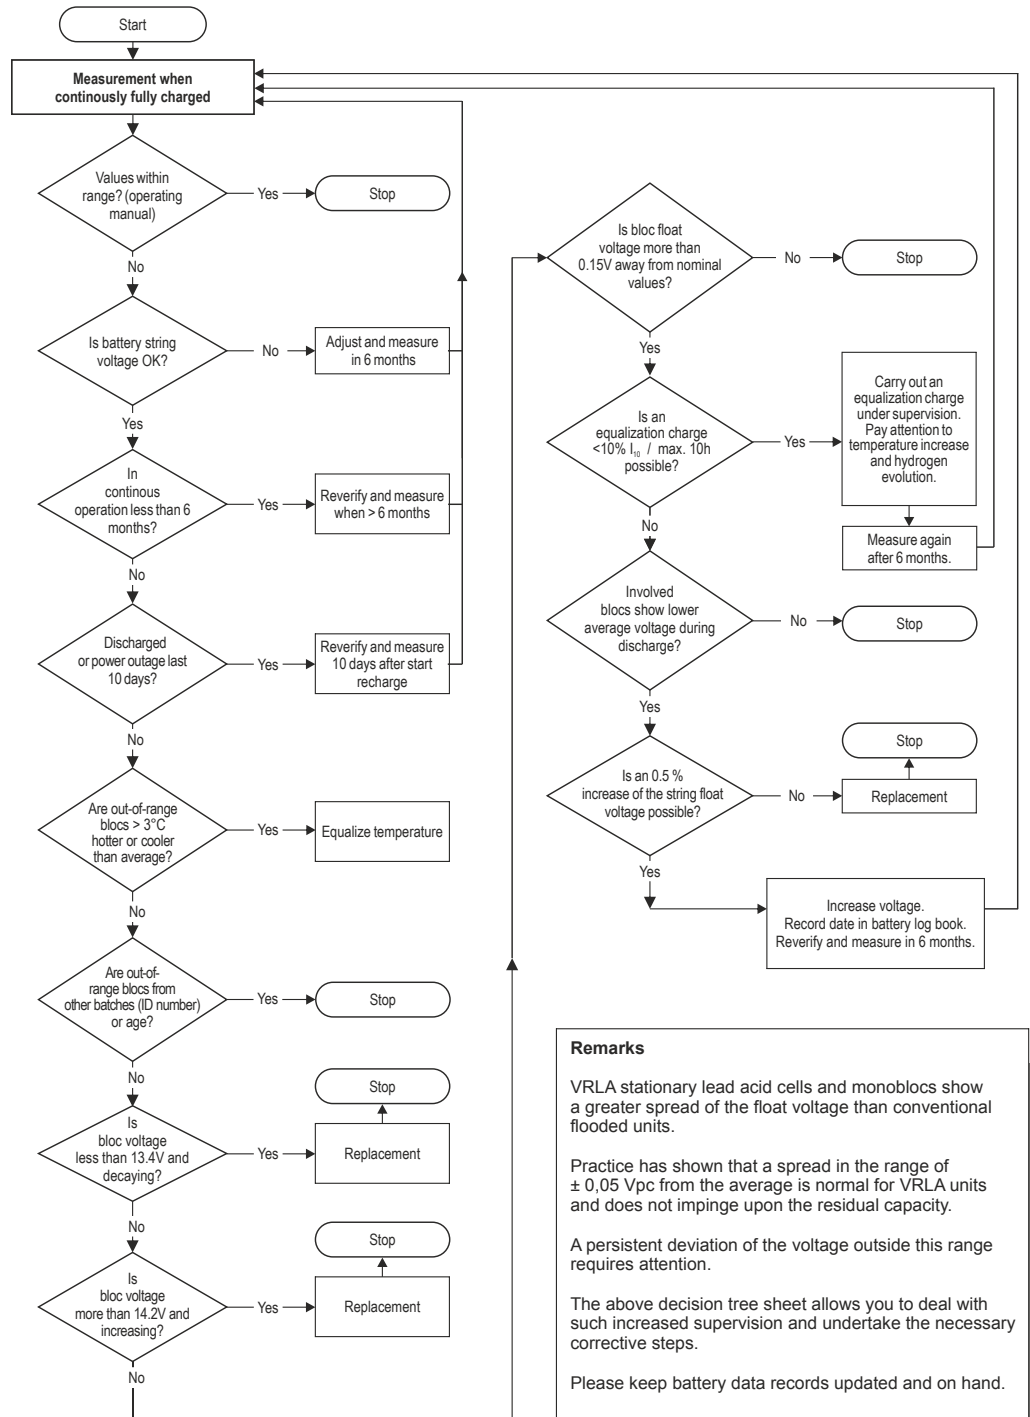 Start
Measurement when
continously fully charged
Values within
range? (operating
manual)
Yes
Stop
No
Is battery string
voltage OK?
No
Adjust and measure
in 6 months
Yes
In
continous
operation less than 6
months?
Yes
Reverify and measure
when > 6 months
No
Discharged
or power outage last
10 days?
Yes
Reverify and measure
10 days after start
recharge
No
Are out-of-range
blocs > 3°C
hotter or cooler
than average?
Yes
Equalize temperature
No
Are out-of-
range blocs from
other batches (ID number)
or age?
Yes
Stop
No
Is
bloc voltage
less than 13.4V and
decaying?
Yes
Replacement
Stop
No
Is
bloc voltage
more than 14.2V and
increasing?
Yes
Replacement
Stop
No
Is bloc float
voltage more than
0.15V away from nominal
values?
No
Stop
Yes
Is an
equalization charge
<10% I₁₀ / max. 10h
possible?
Yes
Carry out an
equalization charge
under supervision.
Pay attention to
temperature increase
and hydrogen
evolution.
Measure again
after 6 months.
No
Involved
blocs show lower
average voltage during
discharge?
No
Stop
Yes
Is an 0.5 %
increase of the string float
voltage possible?
No
Replacement
Stop
Yes
Increase voltage.
Record date in battery log book.
Reverify and measure in 6 months.
Remarks
VRLA stationary lead acid cells and monoblocs show
a greater spread of the float voltage than conventional
flooded units.
Practice has shown that a spread in the range of
± 0,05 Vpc from the average is normal for VRLA units
and does not impinge upon the residual capacity.
A persistent deviation of the voltage outside this range
requires attention.
The above decision tree sheet allows you to deal with
such increased supervision and undertake the necessary
corrective steps.
Please keep battery data records updated and on hand.